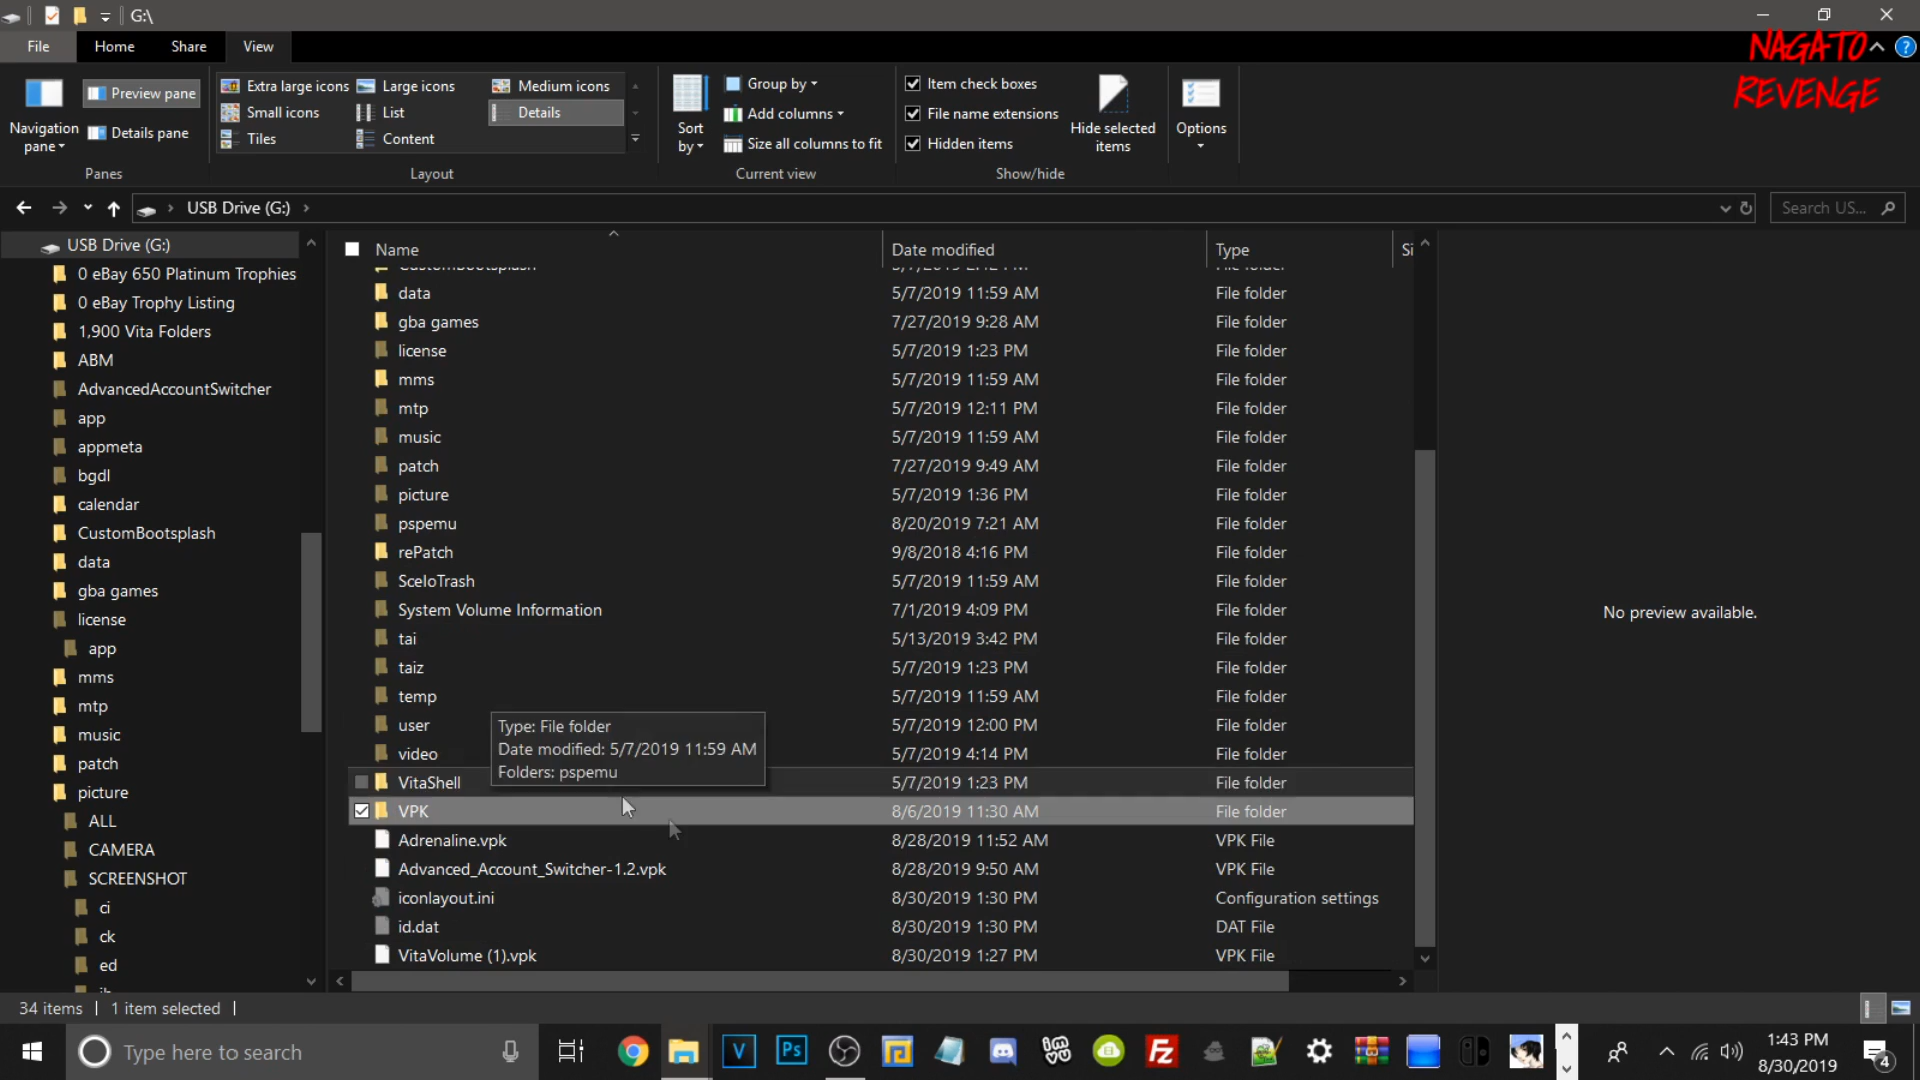 G:\
File Home Share View
NAGATO
REVENGE
Navigation pane
Preview pane
Details pane
Panes
Extra large icons Large icons Medium icons
Small icons List Details
Tiles Content
Layout
Sort by
Group by
Add columns
Size all columns to fit
Current view
Item check boxes
File name extensions
Hidden items
Hide selected items
Show/hide
Options
USB Drive (G:)
Search US...
USB Drive (G:)
0 eBay 650 Platinum Trophies
0 eBay Trophy Listing
1,900 Vita Folders
ABM
AdvancedAccountSwitcher
app
appmeta
bgdl
calendar
CustomBootsplash
data
gba games
license
app
mms
mtp
music
patch
picture
ALL
CAMERA
SCREENSHOT
ci
ck
ed
Name Date modified Type Si
data 5/7/2019 11:59 AM File folder
gba games 7/27/2019 9:28 AM File folder
license 5/7/2019 1:23 PM File folder
mms 5/7/2019 11:59 AM File folder
mtp 5/7/2019 12:11 PM File folder
music 5/7/2019 11:59 AM File folder
patch 7/27/2019 9:49 AM File folder
picture 5/7/2019 1:36 PM File folder
pspemu 8/20/2019 7:21 AM File folder
rePatch 9/8/2018 4:16 PM File folder
SceIoTrash 5/7/2019 11:59 AM File folder
System Volume Information 7/1/2019 4:09 PM File folder
tai 5/13/2019 3:42 PM File folder
taiz 5/7/2019 1:23 PM File folder
temp 5/7/2019 11:59 AM File folder
user 5/7/2019 12:00 PM File folder
video 5/7/2019 4:14 PM File folder
VitaShell 5/7/2019 1:23 PM File folder
VPK 8/6/2019 11:30 AM File folder
Adrenaline.vpk 8/28/2019 11:52 AM VPK File
Advanced_Account_Switcher-1.2.vpk 8/28/2019 9:50 AM VPK File
iconlayout.ini 8/30/2019 1:30 PM Configuration settings
id.dat 8/30/2019 1:30 PM DAT File
VitaVolume (1).vpk 8/30/2019 1:27 PM VPK File
Type: File folder
Date modified: 5/7/2019 11:59 AM
Folders: pspemu
No preview available.
34 items 1 item selected
Type here to search
V
Ps
Fz
1:43 PM
8/30/2019
4